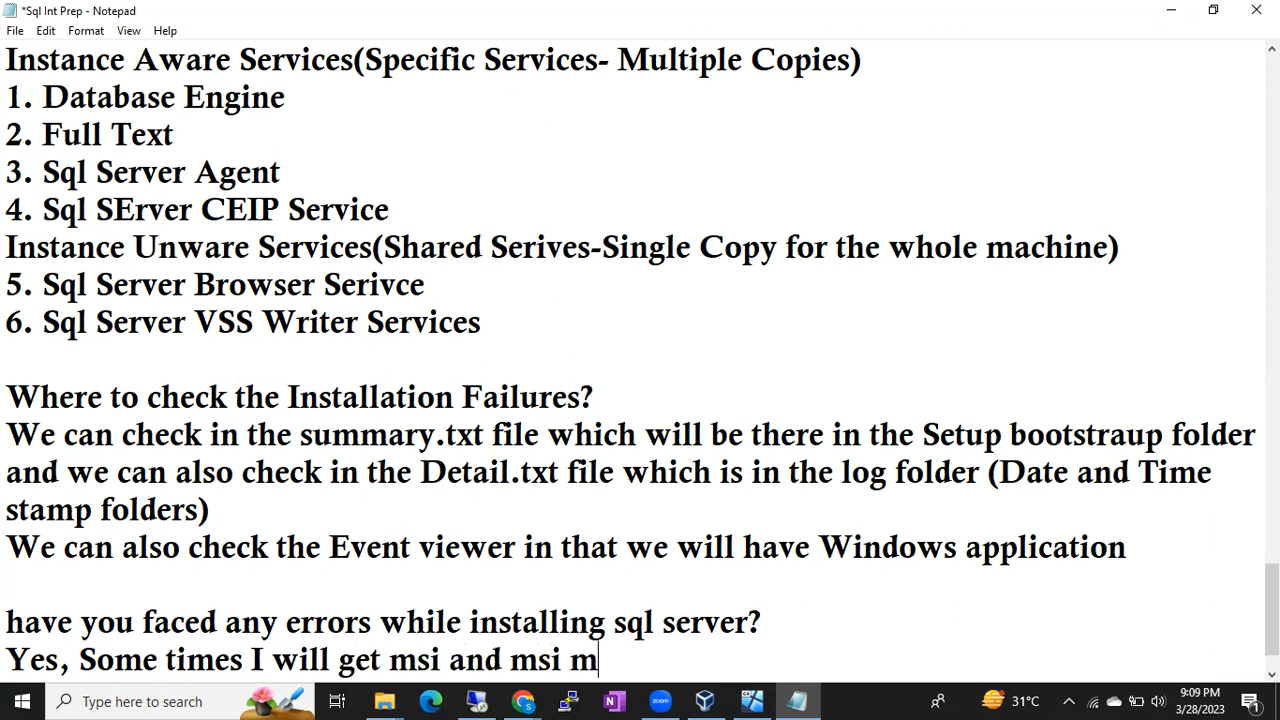 *Sql Int Prep - Notepad
File Edit Format View Help
Instance Aware Services(Specific Services- Multiple Copies)
1. Database Engine
2. Full Text
3. Sql Server Agent
4. Sql SErver CEIP Service
Instance Unware Services(Shared Serives-Single Copy for the whole machine)
5. Sql Server Browser Serivce
6. Sql Server VSS Writer Services
Where to check the Installation Failures?
We can check in the summary.txt file which will be there in the Setup bootstraup folder
and we can also check in the Detail.txt file which is in the log folder (Date and Time
stamp folders)
We can also check the Event viewer in that we will have Windows application
have you faced any errors while installing sql server?
Yes, Some times I will get msi and msi m
Type here to search
zoom
31°C
9:09 PM
3/28/2023